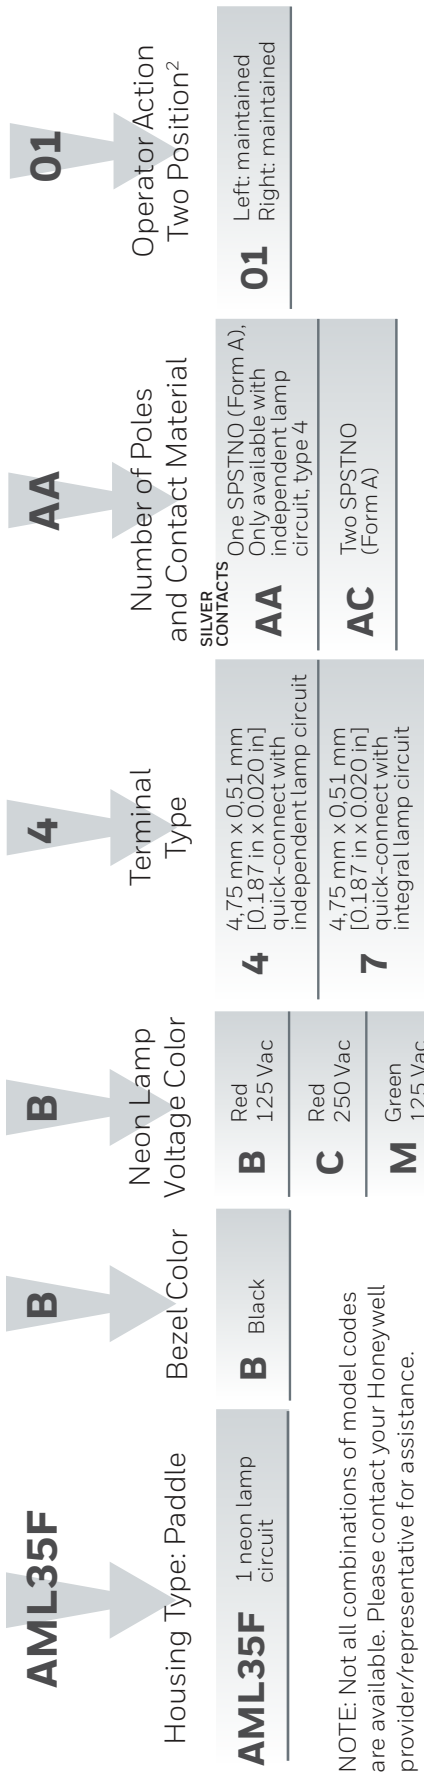 AML35F
B
B
4
AA
01
Housing Type: Paddle
AML35F
1 neon lamp
circuit
Bezel Color
B
Black
Neon Lamp
Voltage Color
B
Red
125 Vac
C
Red
250 Vac
M
Green
125 Vac
Terminal
Type
4
4,75 mm x 0,51 mm
[0.187 in x 0.020 in]
quick-connect with
independent lamp circuit
7
4,75 mm x 0,51 mm
[0.187 in x 0.020 in]
quick-connect with
integral lamp circuit
Number of Poles
and Contact Material
SILVER
CONTACTS
AA
One SPSTNO (Form A),
Only available with
independent lamp
circuit, type 4
AC
Two SPSTNO
(Form A)
Operator Action
Two Position²
01
Left: maintained
Right: maintained
NOTE: Not all combinations of model codes
are available. Please contact your Honeywell
provider/representative for assistance.